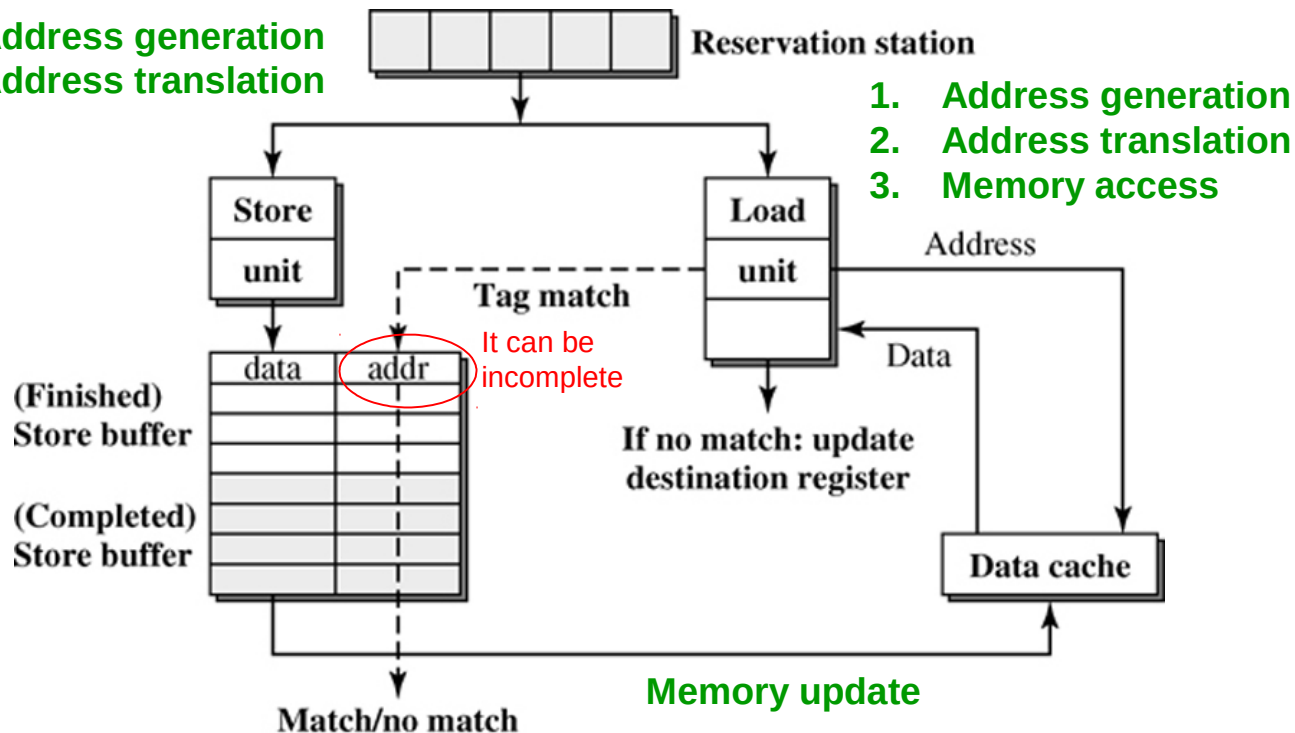 Address generation
Address translation
Reservation station
1. Address generation
2. Address translation
3. Memory access
Store
unit
Load
unit
Address
Tag match
It can be
incomplete
data addr
Data
(Finished)
Store buffer
If no match: update
destination register
(Completed)
Store buffer
Data cache
Memory update
Match/no match